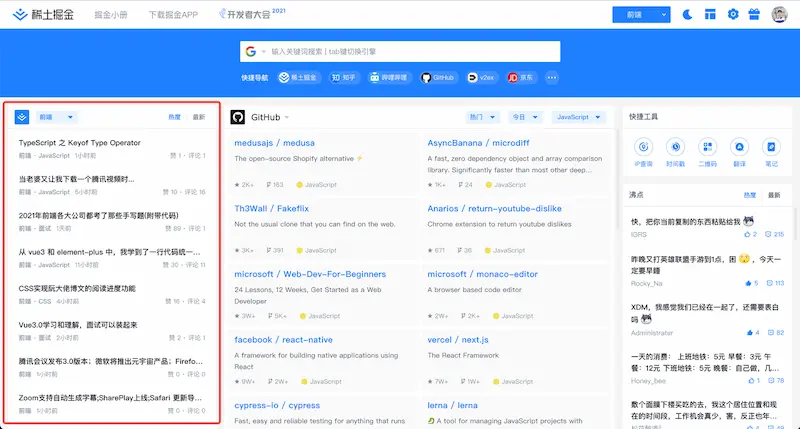 稀土掘金
掘金小册
下载掘金APP
开发者大会 2021
前端
输入关键词搜索 | tab键切换引擎
快捷导航
稀土掘金
知乎
哔哩哔哩
GitHub
v2ex
京东
前端
热度
最新
TypeScript 之 Keyof Type Operator
前端 · JavaScript 1小时前
赞 1 · 评论 1
当老婆又让我下载一个腾讯视频时...
前端 · JavaScript 5小时前
赞 10 · 评论 16
2021年前端各大公司都考了那些手写题(附带代码)
前端 · 面试 1天前
赞 89 · 评论 1
从 vue3 和 element-plus 中，我学到了一行代码统一...
前端 · JavaScript 11小时前
赞 30 · 评论 11
CSS实现阮大佬博文的阅读进度功能
前端 · CSS 4小时前
赞 16 · 评论 4
Vue3.0学习和理解，面试可以装起来
前端 · 面试 2小时前
赞 2 · 评论 1
腾讯会议发布3.0版本；微软将推出元宇宙产品；Firefo...
前端 5小时前
赞 0 · 评论 0
Zoom支持自动生成字幕;SharePlay上线;Safari 更新导...
前端 5小时前
赞 0 · 评论 0
GitHub
热门
今日
JavaScript
medusajs / medusa
The open-source Shopify alternative ⚡
2K+
163
JavaScript
AsyncBanana / microdiff
A fast, zero dependency object and array comparison
library. Significantly faster than most other deep...
1K+
24
JavaScript
Th3Wall / Fakeflix
Not the usual clone that you can find on the web.
3K+
391
JavaScript
Anarios / return-youtube-dislike
Chrome extension to return youtube dislikes
671
36
JavaScript
microsoft / Web-Dev-For-Beginners
24 Lessons, 12 Weeks, Get Started as a Web
Developer
3W+
5K+
JavaScript
microsoft / monaco-editor
A browser based code editor
2W+
2K+
JavaScript
facebook / react-native
A framework for building native applications using
React
9W+
2W+
JavaScript
vercel / next.js
The React Framework
7W+
1W+
JavaScript
cypress-io / cypress
Fast, easy and reliable testing for anything that runs
lerna / lerna
A tool for managing JavaScript projects with
快捷工具
IP查询
时间戳
二维码
翻译
笔记
沸点
热度
最新
快，把你当前复制的东西粘贴给我
IGRS
2
215
昨晚又打英雄联盟手游到1点，困，今天一
定要早睡
Rocky_Na
5
113
XDM，我感觉我们已经在一起了，还需要表白
吗
Administrater
4
82
一天的消费： 上班地铁：5元 早餐：3元 午
餐：12元 下班地铁：5元 晚餐：自己做，几...
Honey_bee
1
78
数个面膜下楼买吃的去，我这个居住位置和现
在的时间段，工作机会真少，害，反正也年...